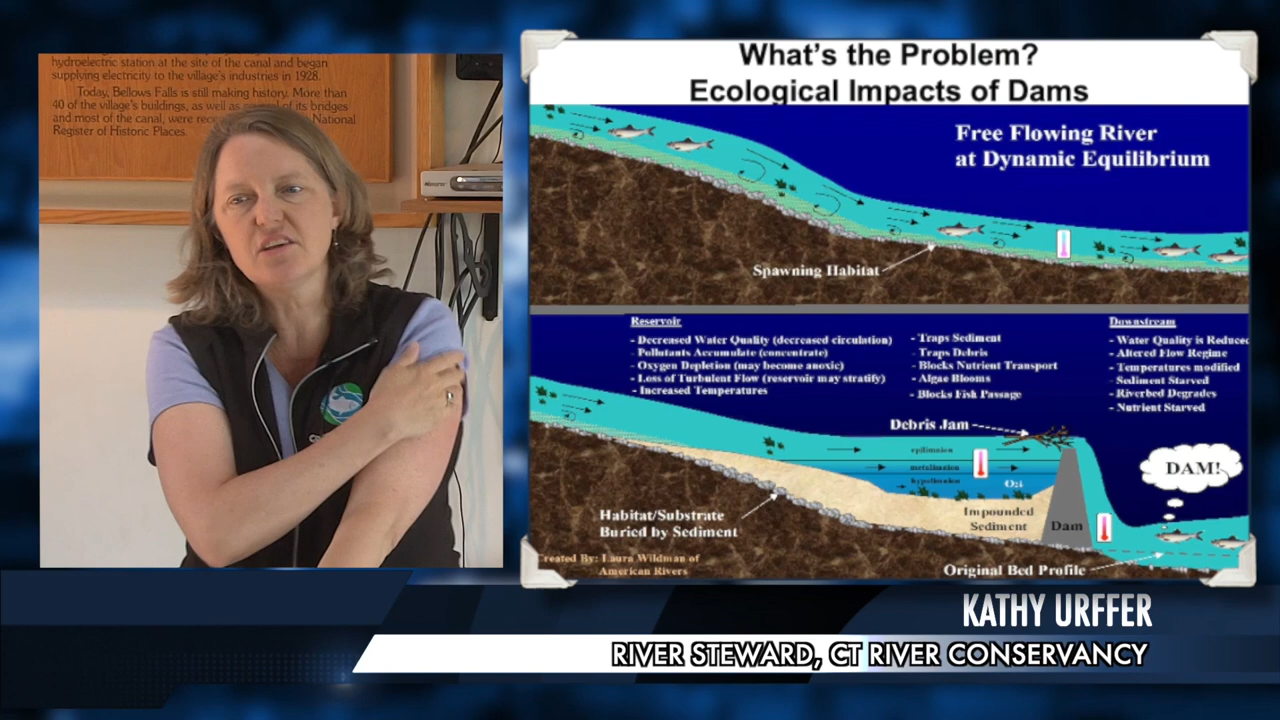 hydroelectric station at the site of the canal and began
supplying electricity to the village's industries in 1928.
Today, Bellows Falls is still making history. More than
40 of the village's buildings, as well as several of its bridges
and most of the canal, were National
Register of Historic Places.
What's the Problem?
Ecological Impacts of Dams
Free Flowing River
at Dynamic Equilibrium
Spawning Habitat
Reservoir
- Decreased Water Quality (decreased circulation)
- Pollutants Accumulate (concentrate)
- Oxygen Depletion (may become anoxic)
- Loss of Turbulent Flow (reservoir may stratify)
- Increased Temperatures
- Traps Sediment
- Traps Debris
- Blocks Nutrient Transport
- Algae Blooms
- Blocks Fish Passage
Downstream
- Water Quality is Reduced
- Altered Flow Regime
- Temperatures modified
- Sediment Starved
- Riverbed Degrades
- Nutrient Starved
Debris Jam
epilimnion
metalimnion
hypolimnion
DAM!
Habitat/Substrate
Buried by Sediment
Impounded
Sediment
Dam
Created By: Laura Wildman of
American Rivers
Original Bed Profile
KATHY URFFER
RIVER STEWARD, CT RIVER CONSERVANCY